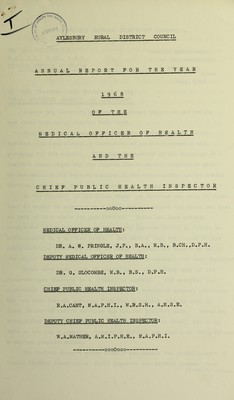 I
AYLESBURY RURAL DISTRICT COUNCIL
ANNUAL REPORT FOR THE YEAR
1968
OF THE
MEDICAL OFFICER OF HEALTH
AND THE
CHIEF PUBLIC HEALTH INSPECTOR
----------ooOoo----------
MEDICAL OFFICER OF HEALTH:
DR. A. W. PRINGLE, J.P., B.A., M.B., B.CH., D.P.H.
DEPUTY MEDICAL OFFICER OF HEALTH:
DR. G. SLOCOMBE, M.B., B.S., D.P.H.
CHIEF PUBLIC HEALTH INSPECTOR:
R.A.CANT, M.A.P.H.I., M.R.S.H., A.M.S.E.
DEPUTY CHIEF PUBLIC HEALTH INSPECTOR:
W.A.MATHER, A.M.I.P.H.E., M.A.P.H.I.
----------oooOooo----------